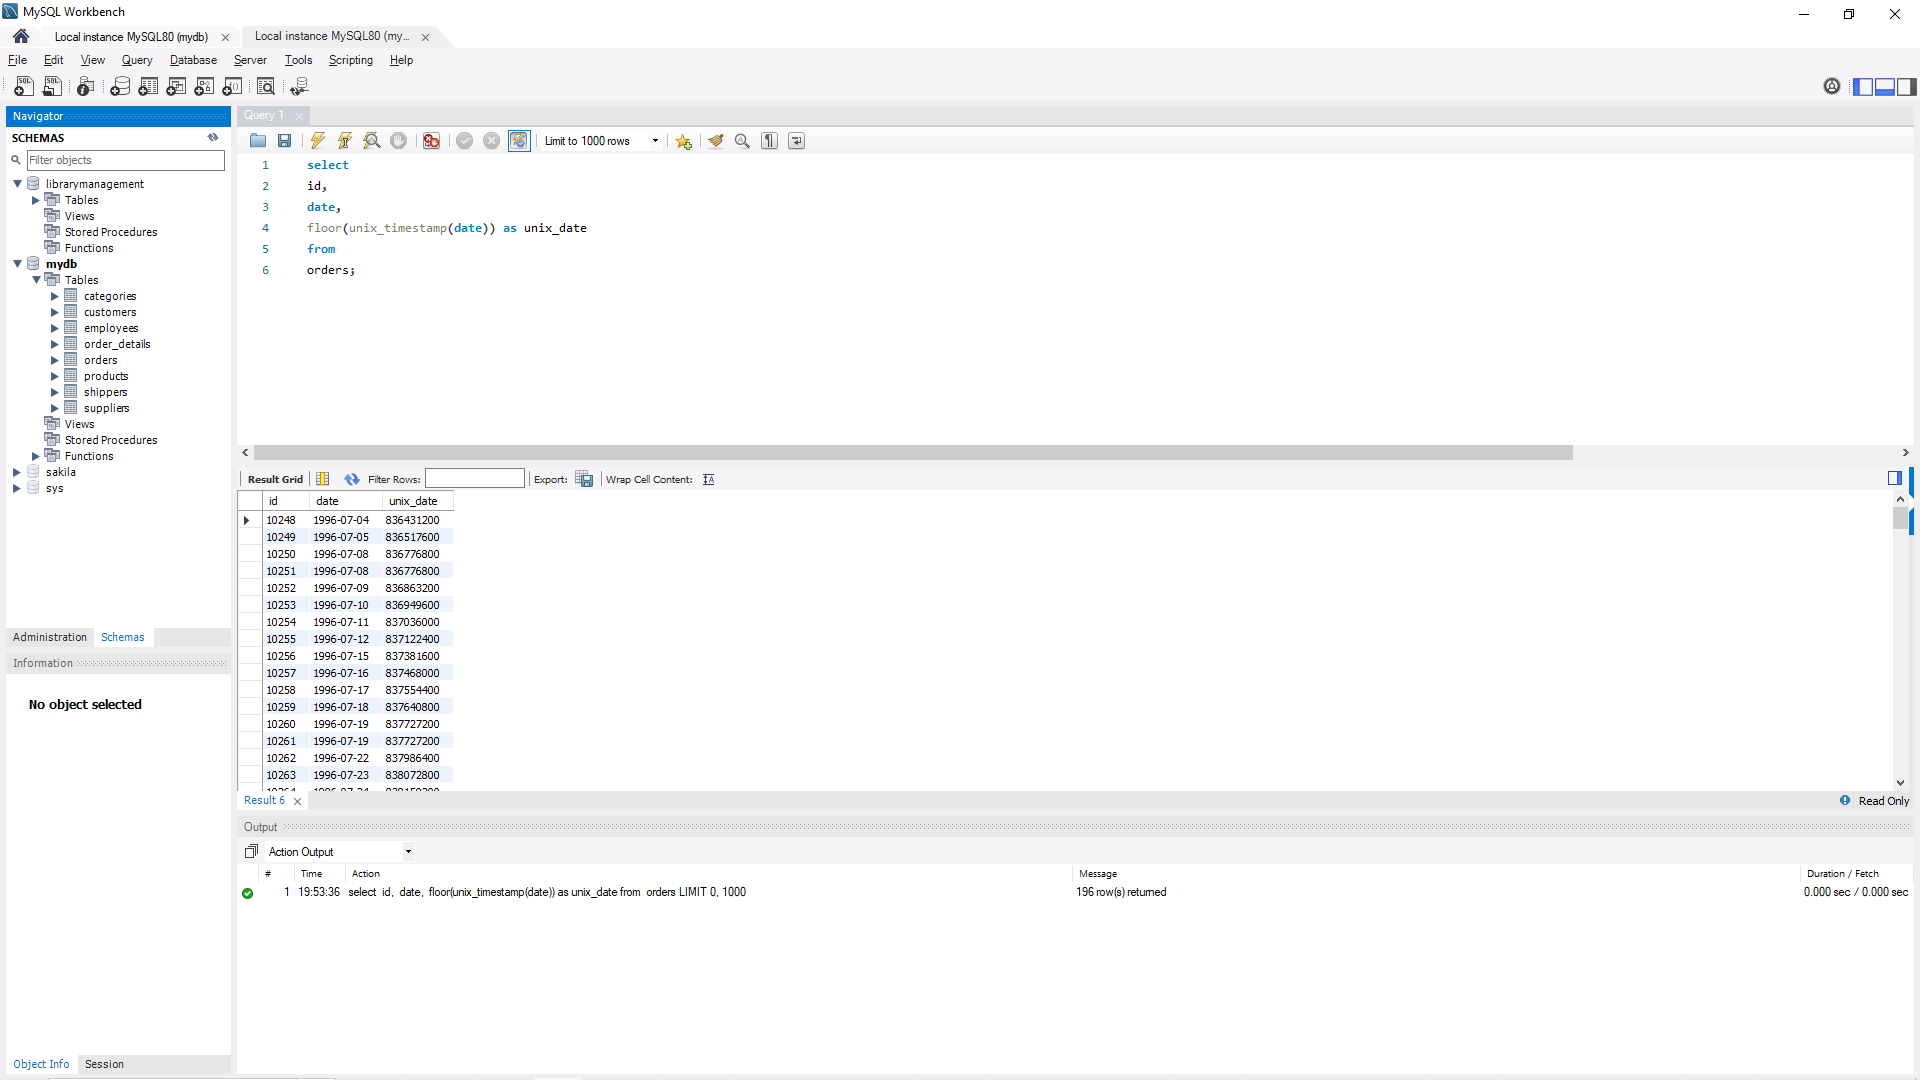 MySQL Workbench
Local instance MySQL80 (mydb)
Local instance MySQL80 (my...
File Edit View Query Database Server Tools Scripting Help
Navigator
SCHEMAS
Filter objects
librarymanagement
Tables
Views
Stored Procedures
Functions
mydb
Tables
categories
customers
employees
order_details
orders
products
shippers
suppliers
Views
Stored Procedures
Functions
sakila
sys
Administration Schemas
Information
No object selected
Object Info Session
Query 1
Limit to 1000 rows
1 select
2 id,
3 date,
4 floor(unix_timestamp(date)) as unix_date
5 from
6 orders;
Result Grid Filter Rows: Export: Wrap Cell Content:
id date unix_date
10248 1996-07-04 836431200
10249 1996-07-05 836517600
10250 1996-07-08 836776800
10251 1996-07-08 836776800
10252 1996-07-09 836863200
10253 1996-07-10 836949600
10254 1996-07-11 837036000
10255 1996-07-12 837122400
10256 1996-07-15 837381600
10257 1996-07-16 837468000
10258 1996-07-17 837554400
10259 1996-07-18 837640800
10260 1996-07-19 837727200
10261 1996-07-19 837727200
10262 1996-07-22 837986400
10263 1996-07-23 838072800
Result 6
Read Only
Output
Action Output
# Time Action Message Duration / Fetch
1 19:53:36 select id, date, floor(unix_timestamp(date)) as unix_date from orders LIMIT 0, 1000 196 row(s) returned 0.000 sec / 0.000 sec